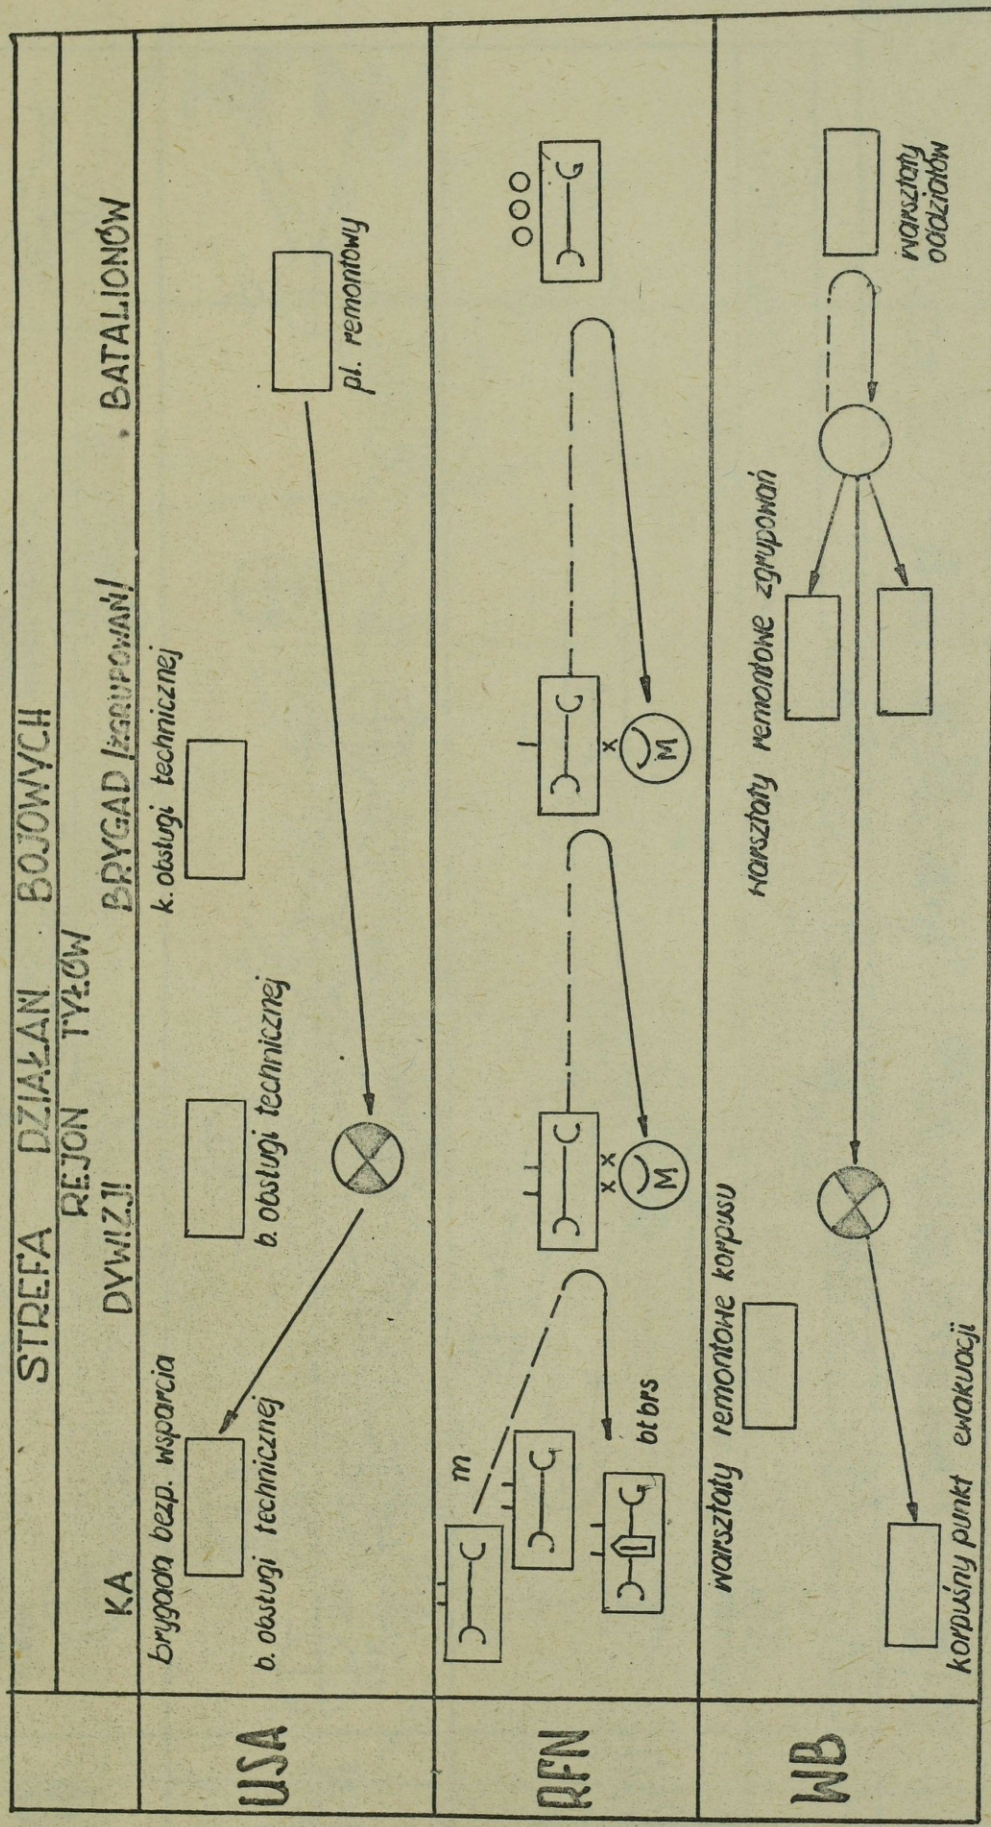 STREFA DZIAŁAŃ BOJOWYCH
REJON TYŁÓW
KA DYWIZJI BRYGAD /ZGRUPOWAŃ/ BATALIONÓW
USA
brygada bezp. wsparcia
b. obsługi technicznej
b. obsługi technicznej
k. obsługi technicznej
pl. remontowy
RFN
m
bt brs
M
M
WB
warsztaty remontowe korpusu
korpuśny punkt ewakuacji
warsztaty remontowe zgrupowań
warsztaty
oddziałów